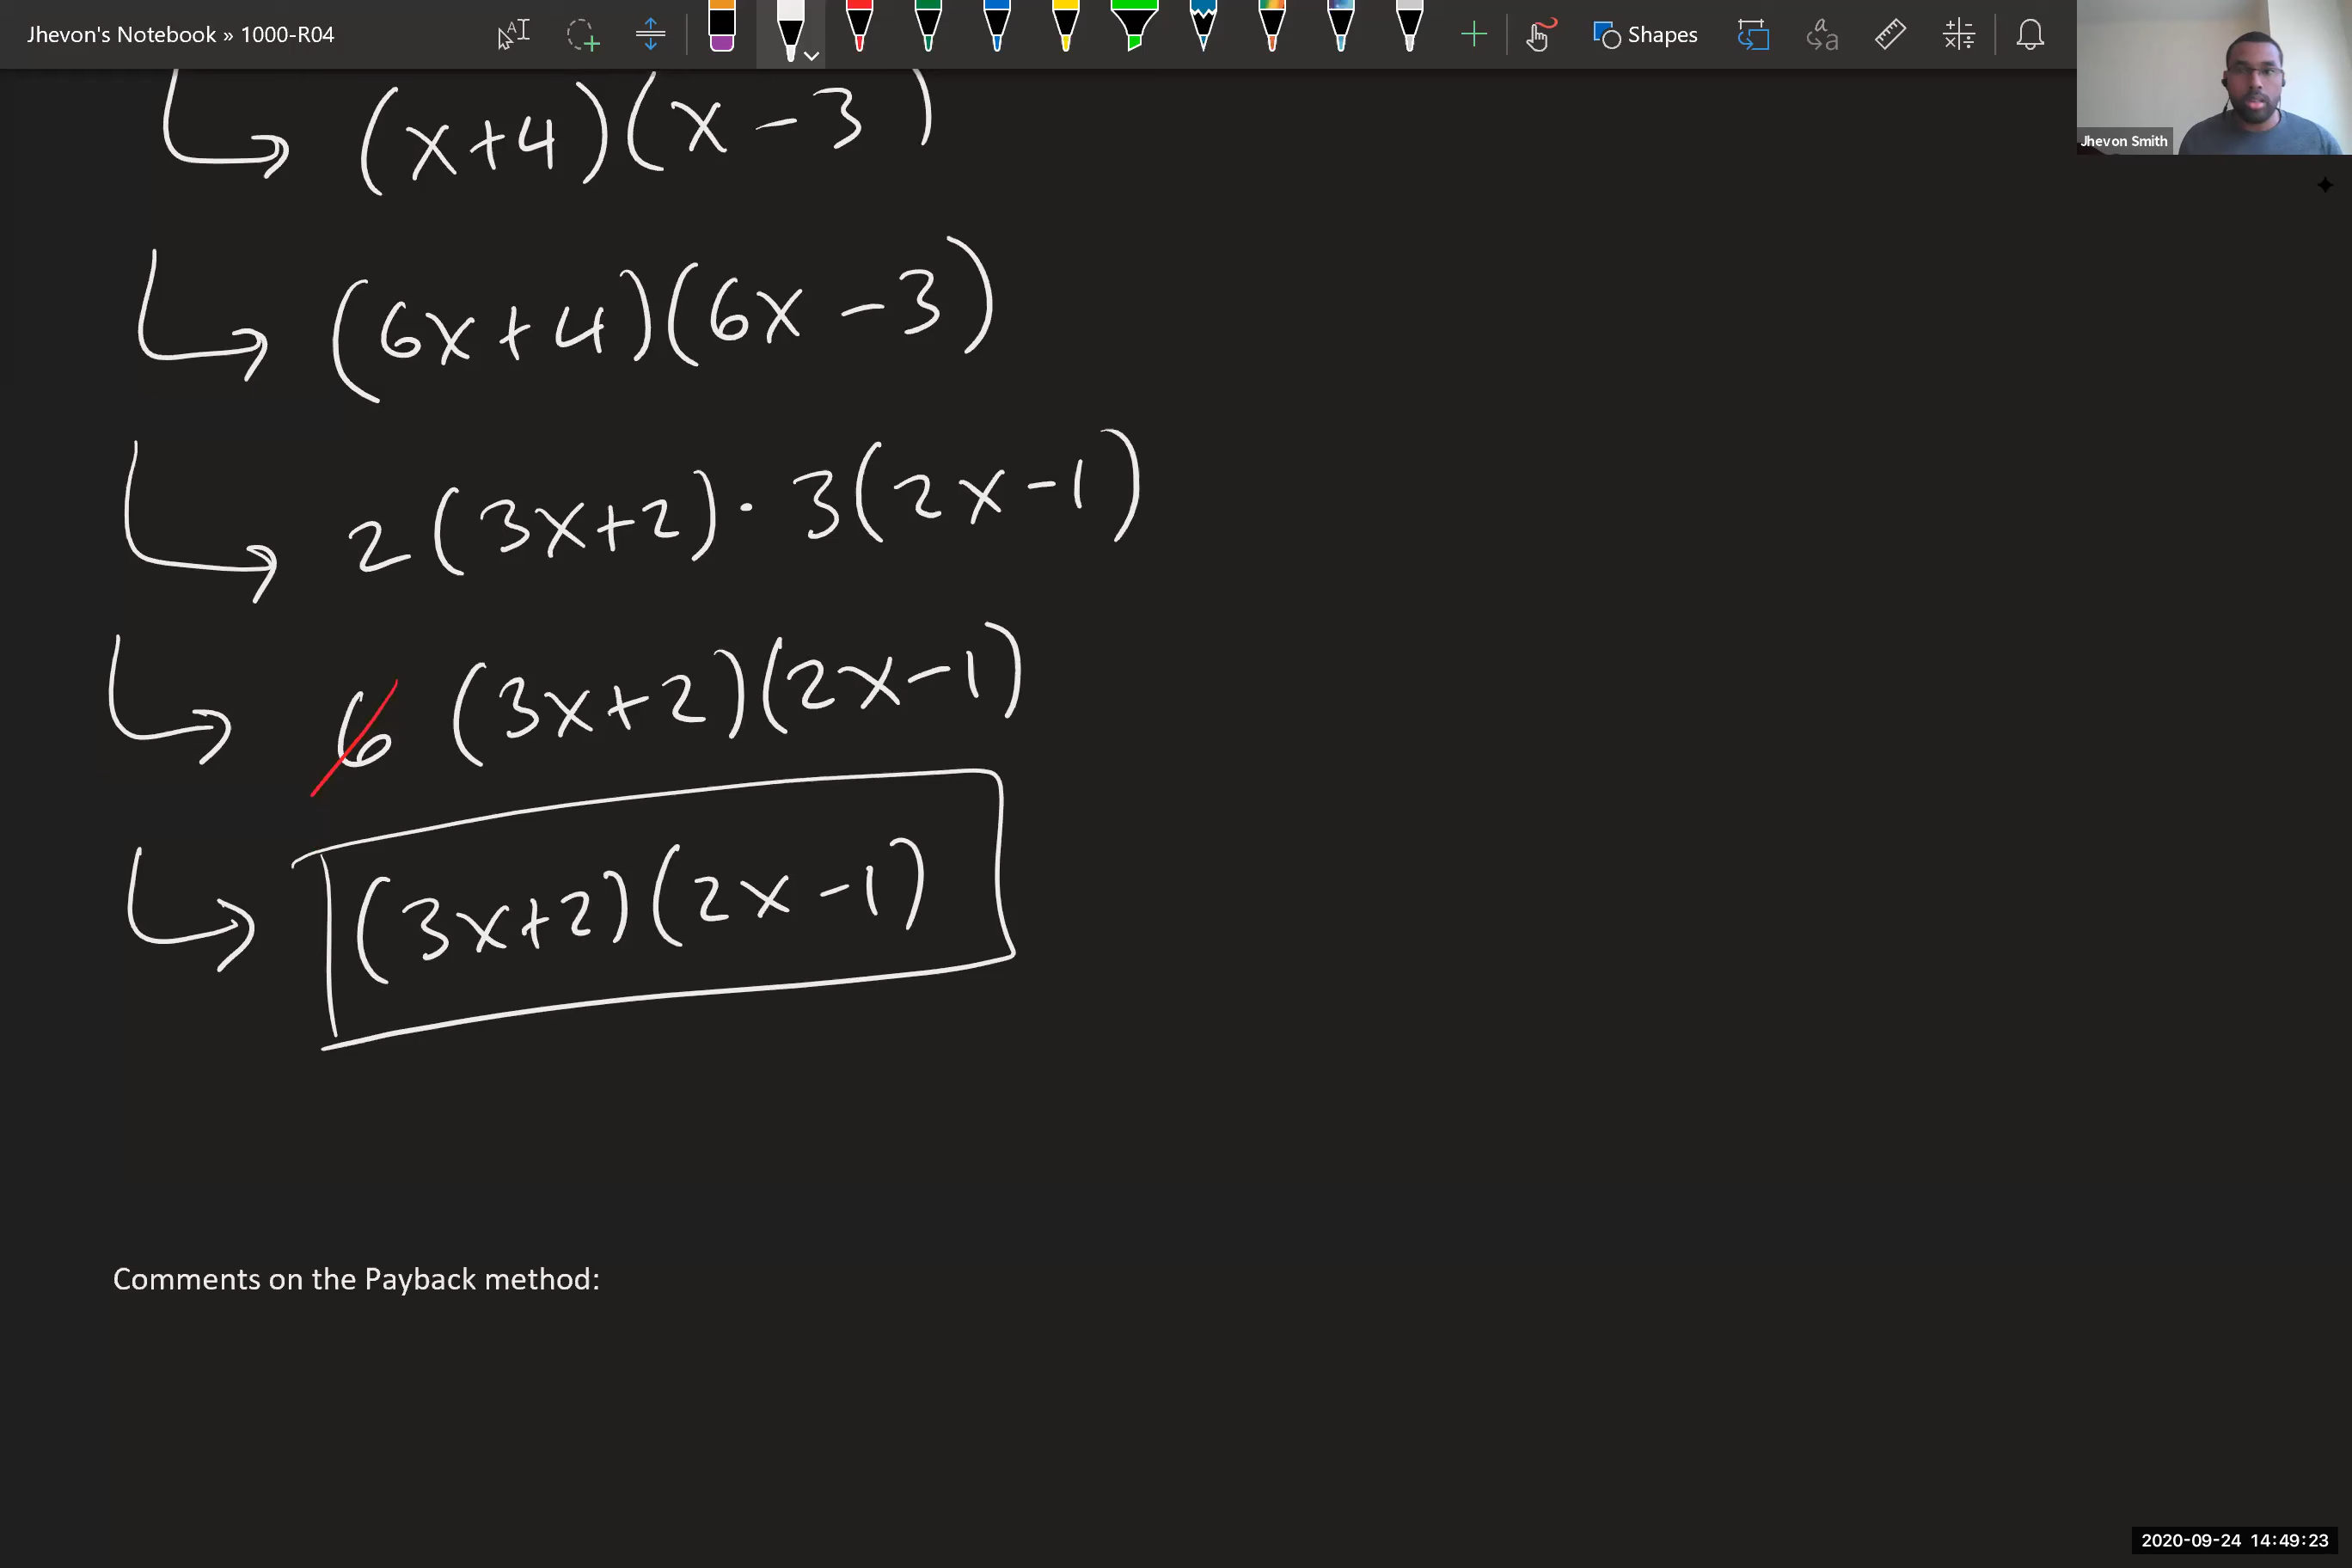 Jhevon's Notebook » 1000-R04
Shapes
Jhevon Smith
(x+4)(x-3)
(6x+4)(6x-3)
2(3x+2)·3(2x-1)
6(3x+2)(2x-1)
(3x+2)(2x-1)
Comments on the Payback method:
2020-09-24 14:49:23